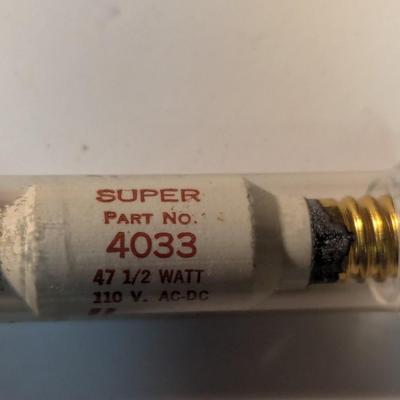 SUPER
PART NO.
4033
47 1/2 WATT
110 V. AC-DC